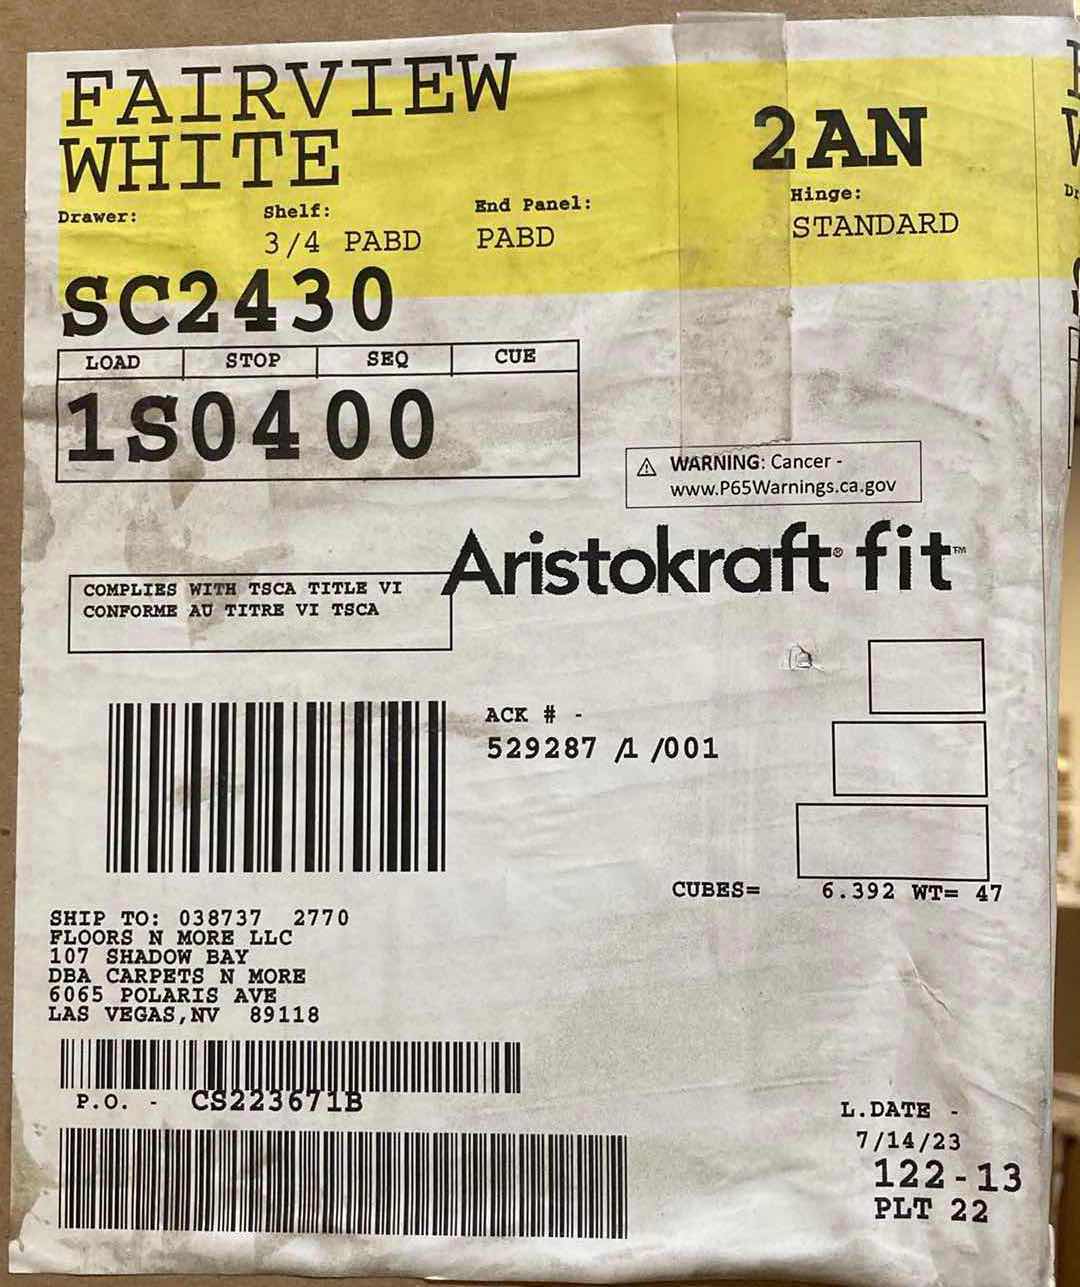 FAIRVIEW
WHITE
2AN
Drawer:
Shelf:
End Panel:
Hinge:
3/4 PABD
PABD
STANDARD
SC2430
LOAD STOP SEQ CUE
1S0400
WARNING: Cancer -
www.P65Warnings.ca.gov
Aristokraft® fit™
COMPLIES WITH TSCA TITLE VI
CONFORME AU TITRE VI TSCA
ACK # -
529287 /1 /001
CUBES= 6.392 WT= 47
SHIP TO: 038737 2770
FLOORS N MORE LLC
107 SHADOW BAY
DBA CARPETS N MORE
6065 POLARIS AVE
LAS VEGAS,NV 89118
P.O. - CS223671B
L.DATE -
7/14/23
122-13
PLT 22